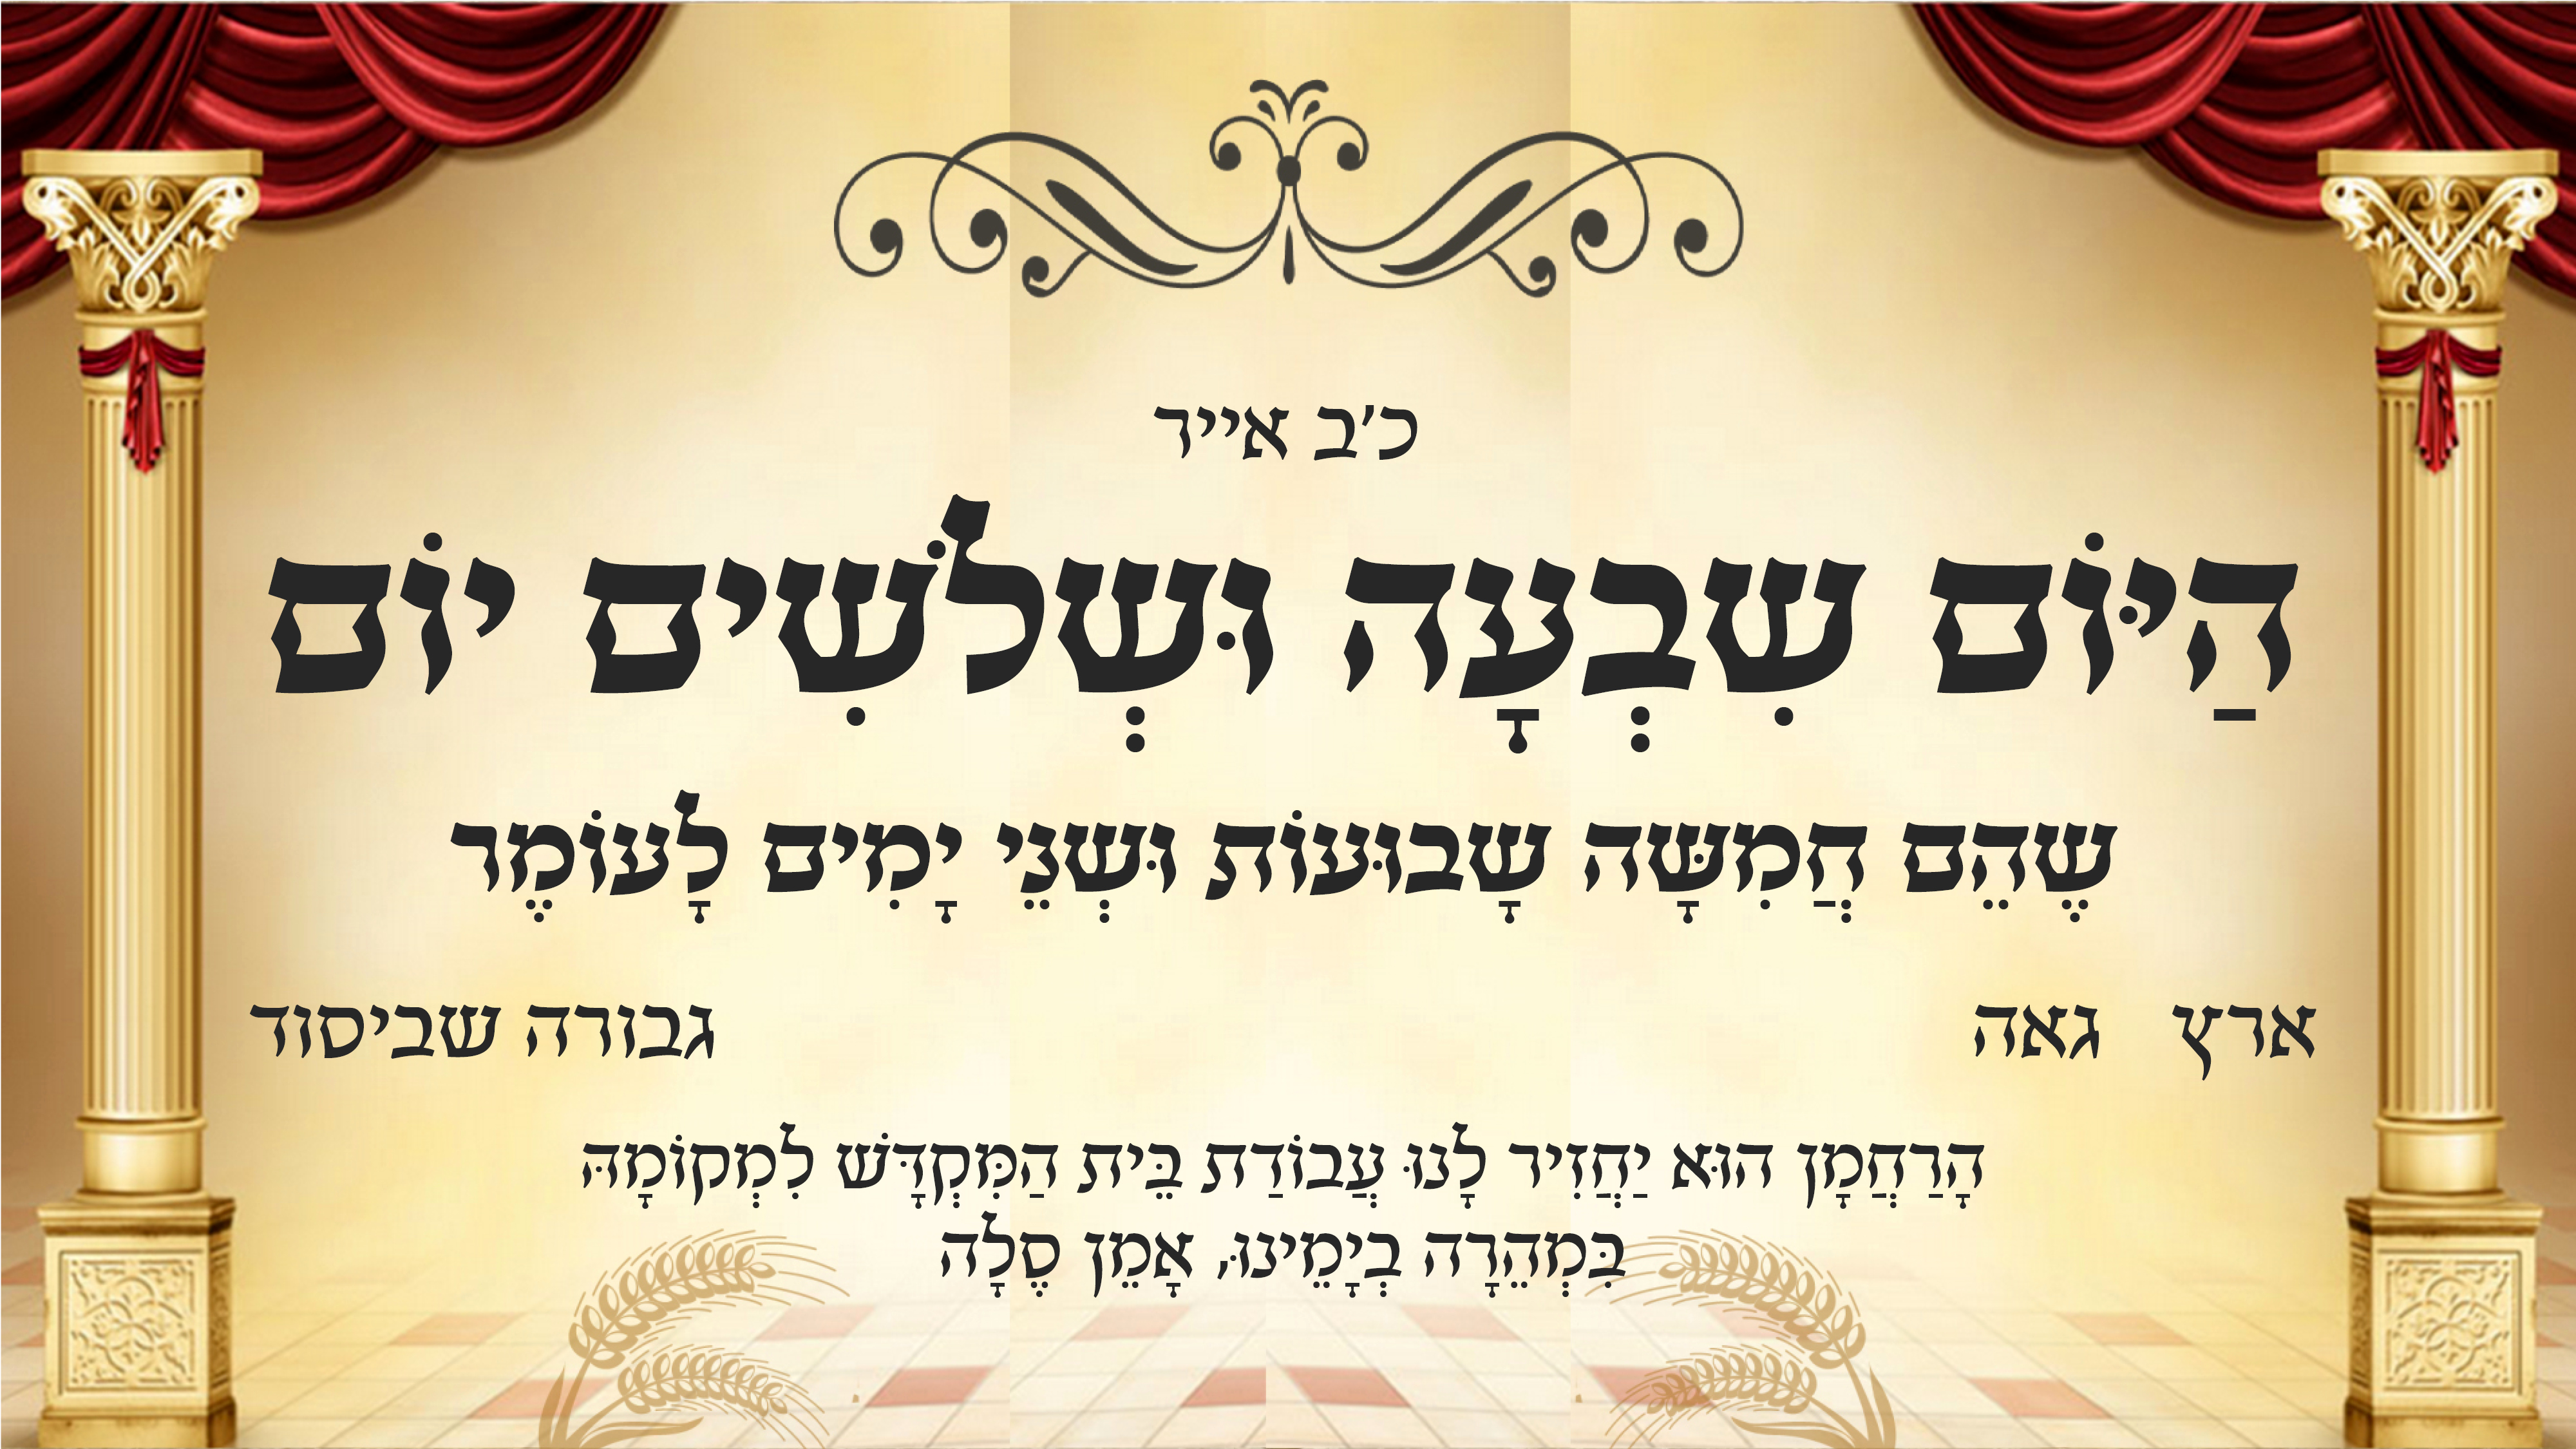 כ'ב אייר
הַיּוֹם שִׁבְעָה וּשְׁלֹשִׁים יוֹם
שֶׁהֵם חֲמִשָּׁה שָׁבוּעוֹת וּשְׁנֵי יָמִים לָעוֹמֶר
ארץ גאה גבורה שביסוד
הָרַחֲמָן הוּא יַחֲזִיר לָנוּ עֲבוֹדַת בֵּית הַמִּקְדָּשׁ לִמְקוֹמָהּ
בִּמְהֵרָה בְיָמֵינוּ, אָמֵן סֶלָה